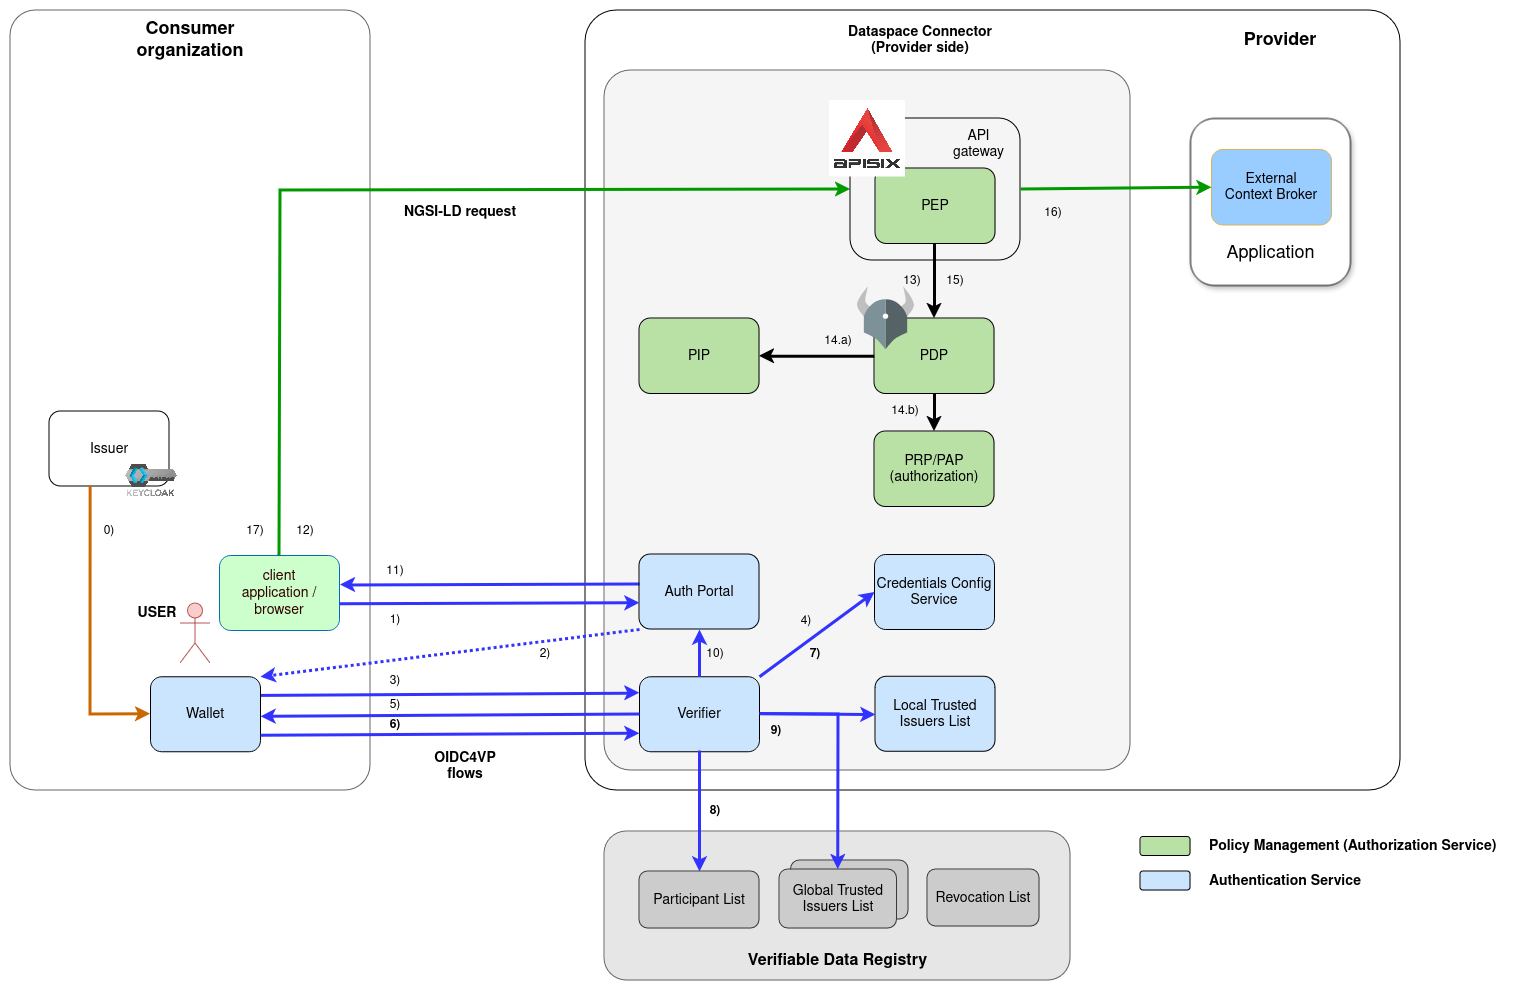 Consumer
organization
Dataspace Connector
(Provider side)
Provider
APISIX
API
gateway
PEP
External
Context Broker
Application
NGSI-LD request
16)
13)
15)
14.a)
PIP
PDP
14.b)
PRP/PAP
(authorization)
Issuer
KEYCLOAK
0)
17)
12)
client
application /
browser
USER
11)
1)
2)
3)
5)
6)
Wallet
OIDC4VP
flows
Auth Portal
10)
Verifier
4)
7)
9)
Credentials Config
Service
Local Trusted
Issuers List
8)
Participant List
Global Trusted
Issuers List
Revocation List
Verifiable Data Registry
Policy Management (Authorization Service)
Authentication Service